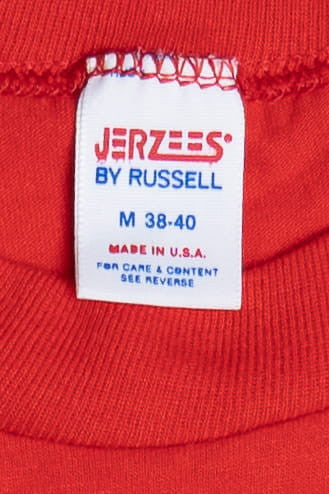 JERZEES®
BY RUSSELL
M 38-40
MADE IN U.S.A.
FOR CARE & CONTENT
SEE REVERSE